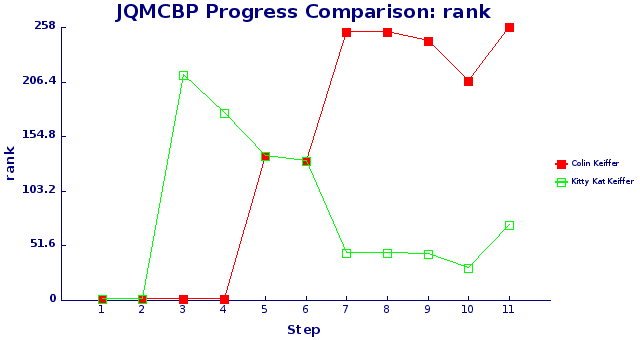 JQMCBP Progress Comparison: rank
258
206.4
154.8
103.2
51.6
0
rank
1 2 3 4 5 6 7 8 9 10 11
Step
Colin Keiffer
Kitty Kat Keiffer